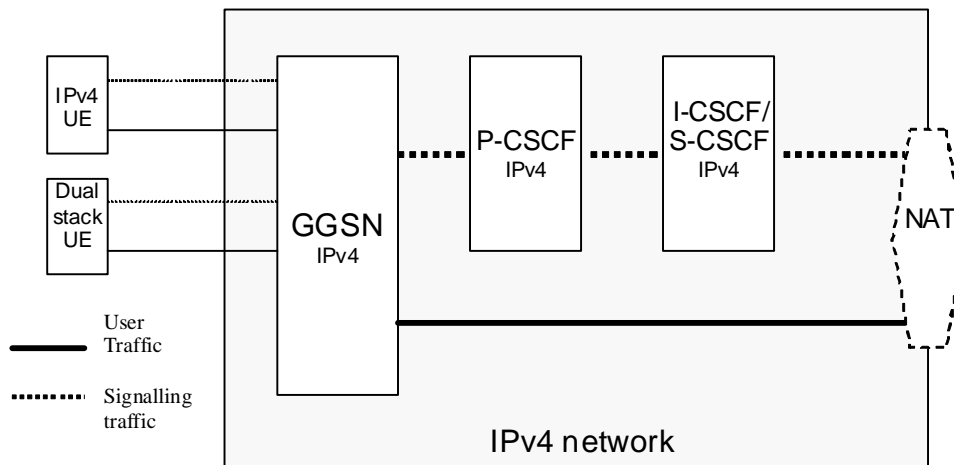 IPv4
UE
Dual
stack
UE
GGSN
IPv4
P-CSCF
IPv4
I-CSCF/
S-CSCF
IPv4
NAT
User
Traffic
Signalling
traffic
IPv4 network